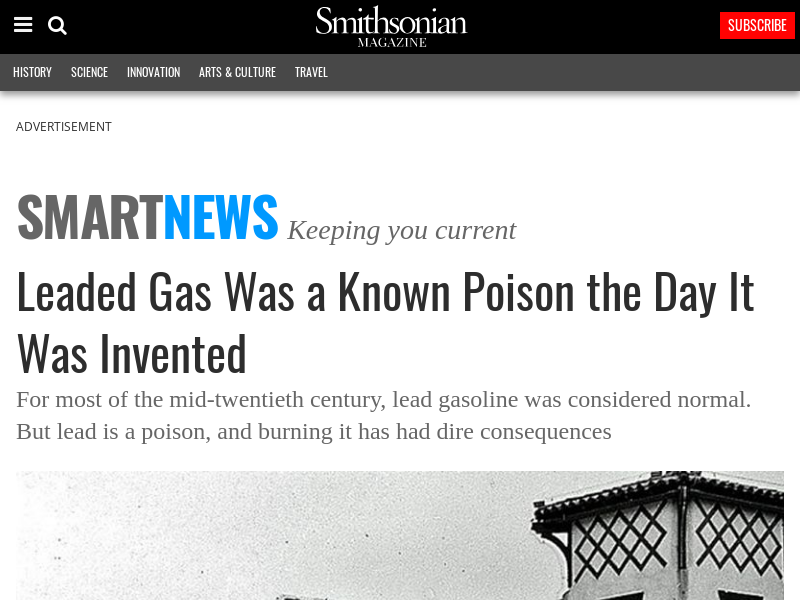 Smithsonian
MAGAZINE
SUBSCRIBE
HISTORY SCIENCE INNOVATION ARTS & CULTURE TRAVEL
ADVERTISEMENT
SMARTNEWS Keeping you current
Leaded Gas Was a Known Poison the Day It
Was Invented
For most of the mid-twentieth century, lead gasoline was considered normal.
But lead is a poison, and burning it has had dire consequences